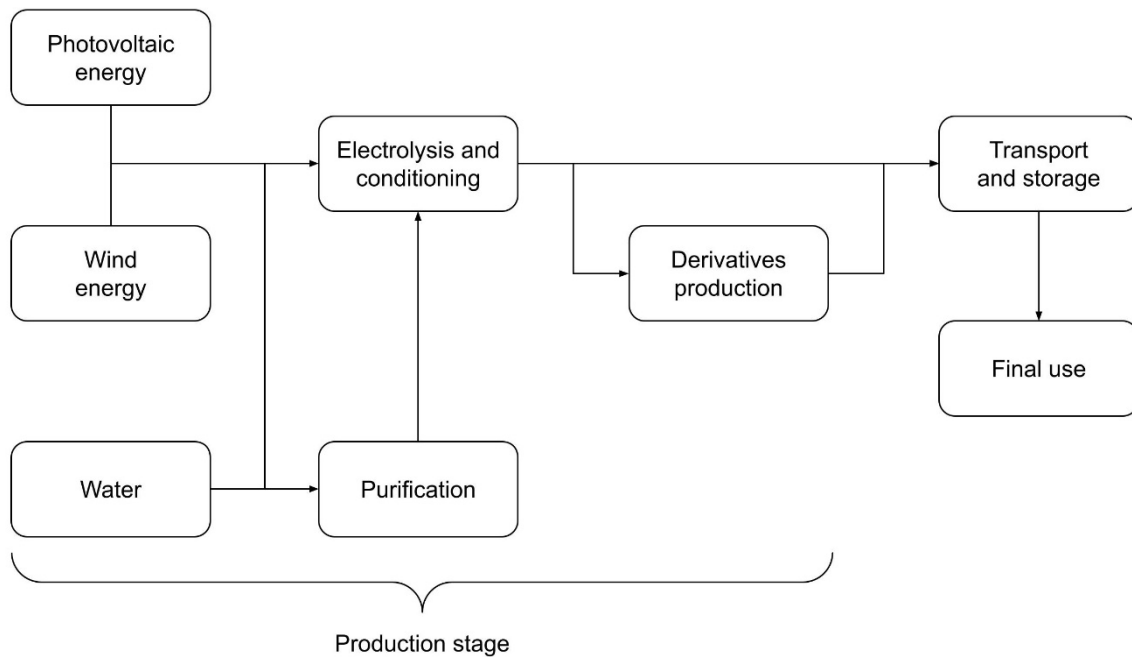 Photovoltaic
energy
Wind
energy
Water
Electrolysis and
conditioning
Purification
Derivatives
production
Transport
and storage
Final use
Production stage